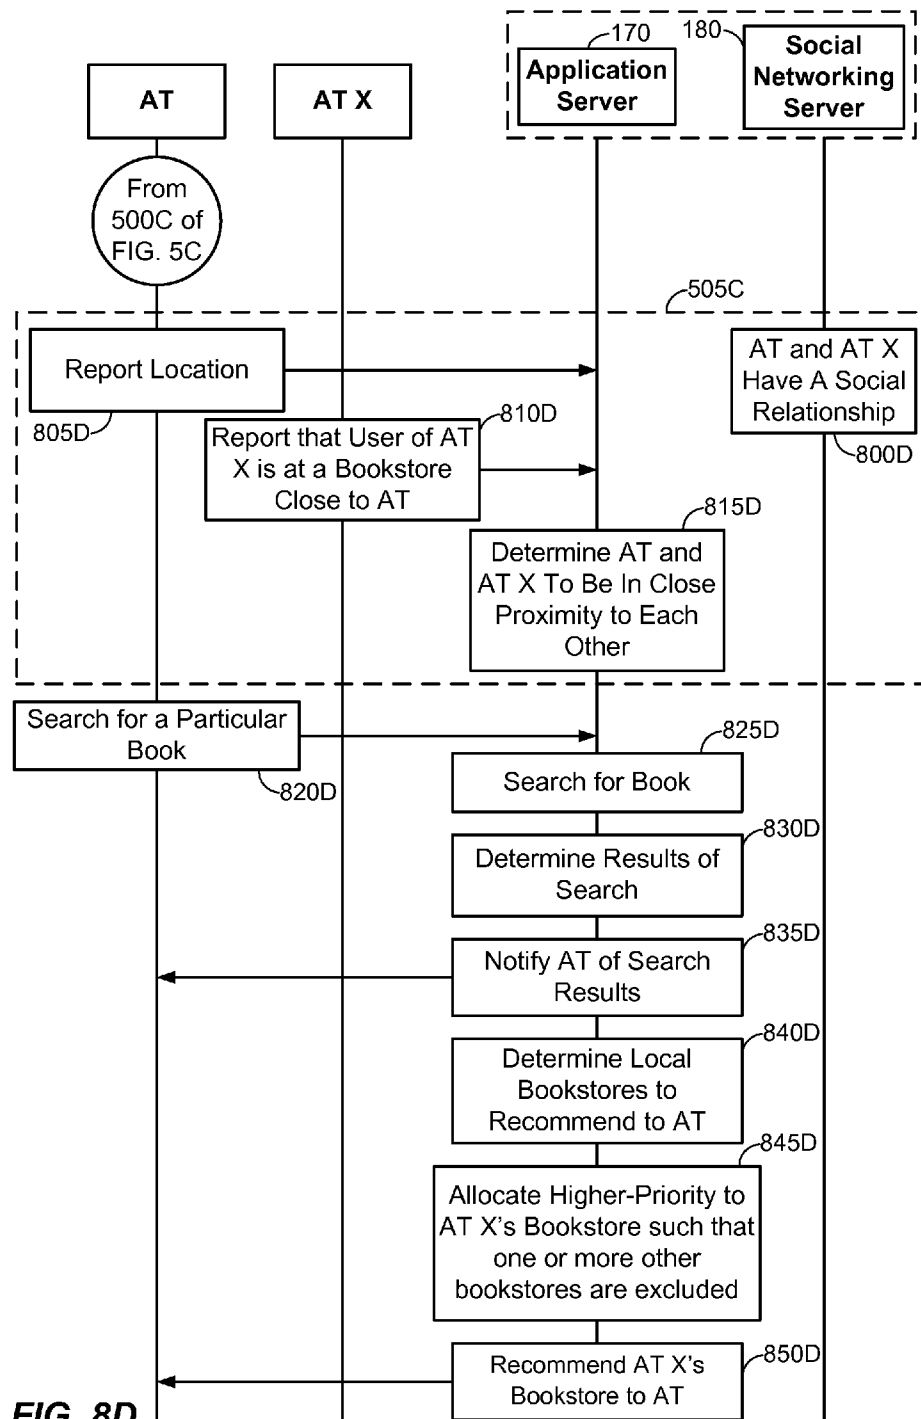 170
180
Application
Server
Social
Networking
Server
AT
AT X
From
500C of
FIG. 5C
505C
Report Location
805D
AT and AT X
Have A Social
Relationship
800D
810D
Report that User of AT
X is at a Bookstore
Close to AT
815D
Determine AT and
AT X To Be In Close
Proximity to Each
Other
Search for a Particular
Book
820D
825D
Search for Book
830D
Determine Results of
Search
835D
Notify AT of Search
Results
840D
Determine Local
Bookstores to
Recommend to AT
845D
Allocate Higher-Priority to
AT X's Bookstore such that
one or more other
bookstores are excluded
850D
Recommend AT X's
Bookstore to AT
FIG. 8D